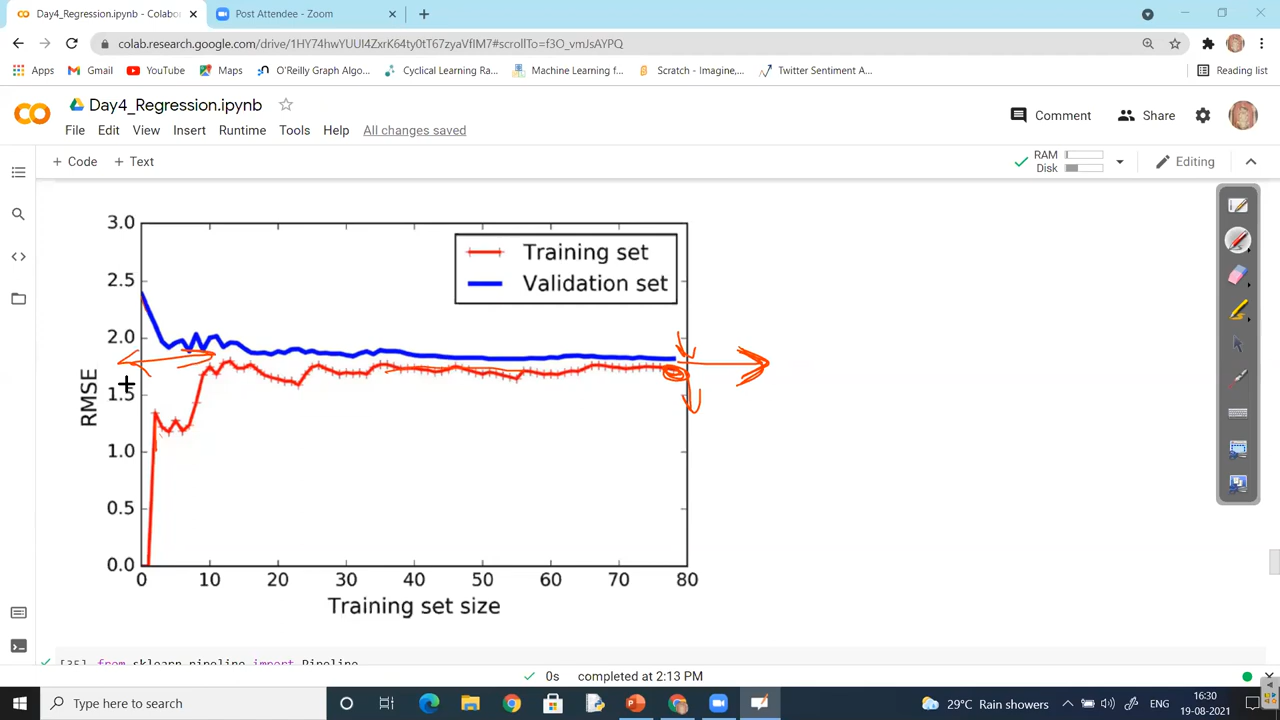 Day4_Regression.ipynb - Colabo
Post Attendee - Zoom
colab.research.google.com/drive/1HY74hwYUUl4ZxrK64ty0tT67zyaVflM7#scrollTo=f3O_vmJsAYPQ
Apps
Gmail
YouTube
Maps
O'Reilly Graph Algo...
Cyclical Learning Ra...
Machine Learning f...
Scratch - Imagine,...
Twitter Sentiment A...
Reading list
Day4_Regression.ipynb
Comment
Share
File Edit View Insert Runtime Tools Help All changes saved
+ Code + Text
RAM
Disk
Editing
3.0
2.5
2.0
1.5
1.0
0.5
0.0
RMSE
Training set
Validation set
0 10 20 30 40 50 60 70 80
Training set size
[35] from sklearn.pipeline import Pipeline
0s completed at 2:13 PM
Type here to search
29°C Rain showers
ENG
16:30
19-08-2021